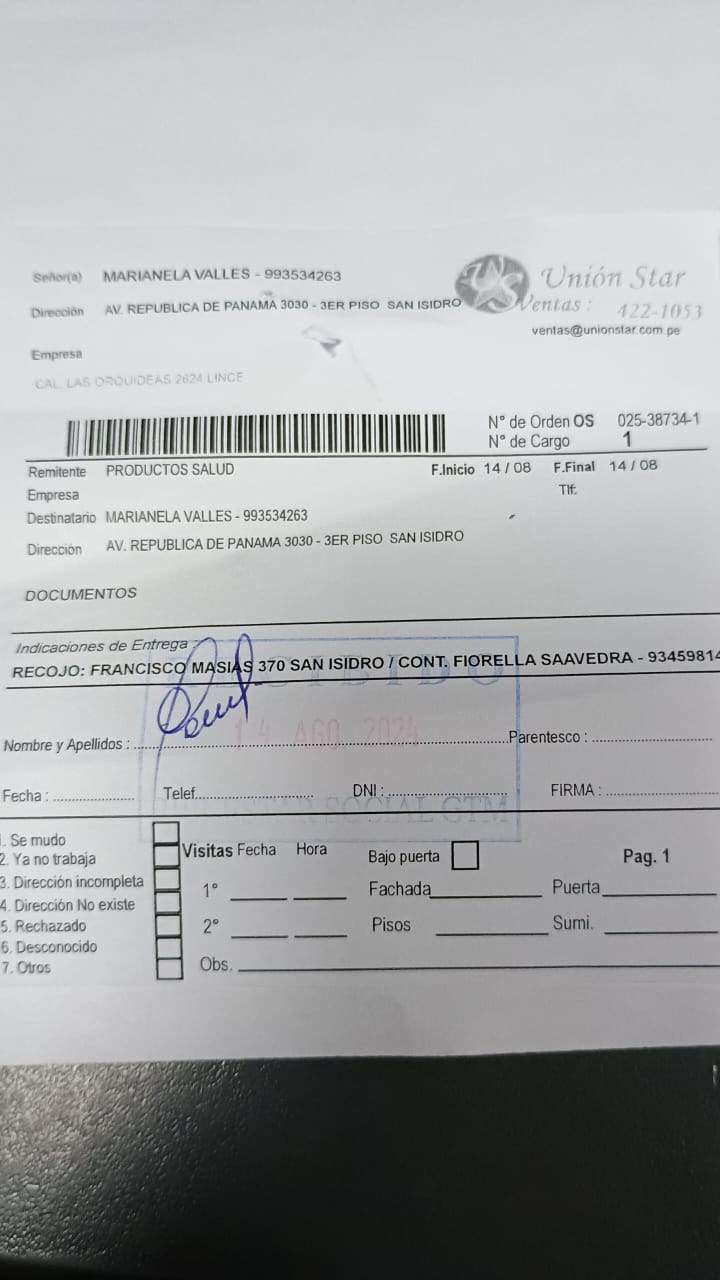 Señor(a) MARIANELA VALLES - 993534263
Dirección AV. REPUBLICA DE PANAMA 3030 - 3ER PISO SAN ISIDRO
Unión Star
Ventas : 422-1053
ventas@unionstar.com.pe
Empresa
CAL. LAS ORQUIDEAS 2624 LINCE
N° de Orden OS 025-38734-1
N° de Cargo 1
Remitente PRODUCTOS SALUD F.Inicio 14 / 08 F.Final 14 / 08
Empresa Tlf:
Destinatario MARIANELA VALLES - 993534263
Dirección AV. REPUBLICA DE PANAMA 3030 - 3ER PISO SAN ISIDRO
DOCUMENTOS
Indicaciones de Entrega :
RECOJO: FRANCISCO MASIAS 370 SAN ISIDRO / CONT. FIORELLA SAAVEDRA - 93459814
RECIBIDO
14 AGO 2024
Nombre y Apellidos : Parentesco :
Fecha : Telef. DNI : FIRMA :
SOCIAL GTM
1. Se mudo
2. Ya no trabaja
3. Dirección incompleta
4. Dirección No existe
5. Rechazado
6. Desconocido
7. Otros
Visitas Fecha Hora Bajo puerta Pag. 1
1° Fachada Puerta
2° Pisos Sumi.
Obs.